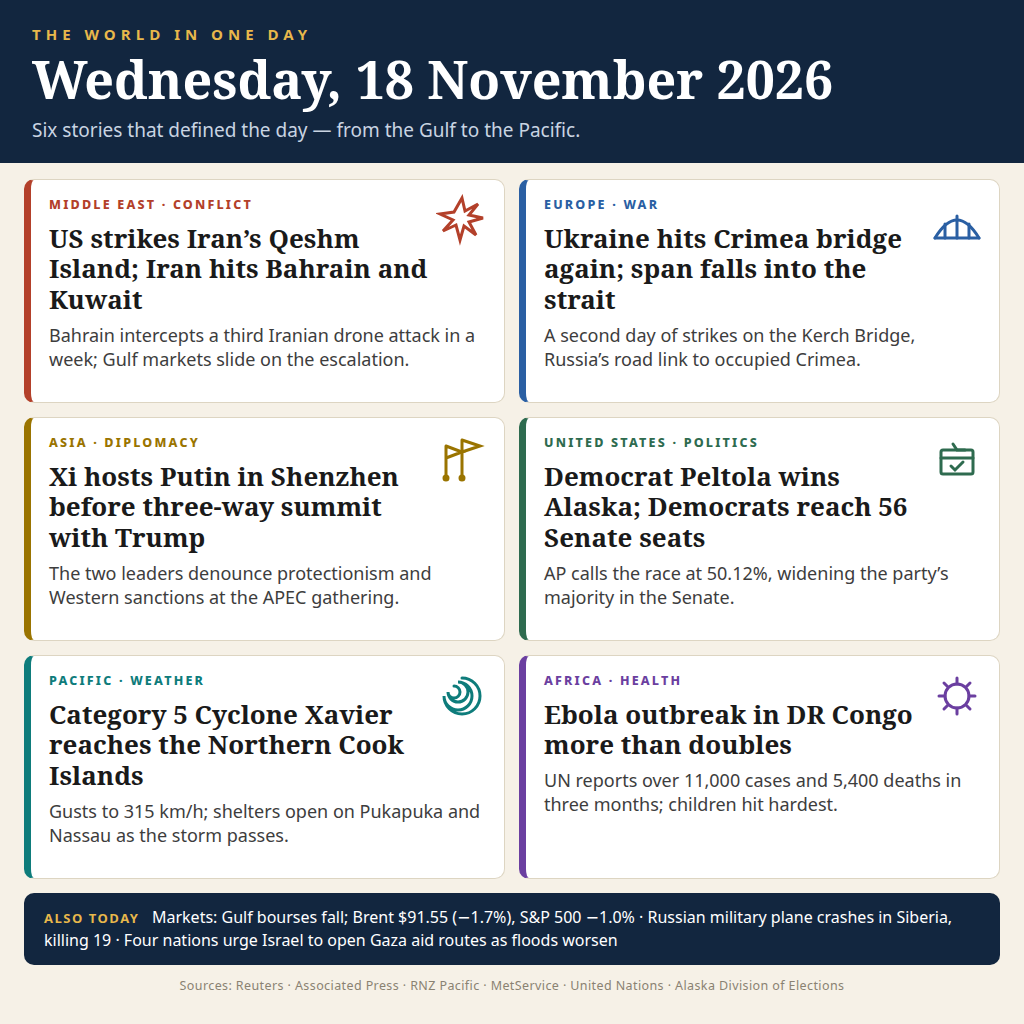 THE WORLD IN ONE DAY
Wednesday, 18 November 2026
Six stories that defined the day — from the Gulf to the Pacific.
MIDDLE EAST · CONFLICT
US strikes Iran’s Qeshm
Island; Iran hits Bahrain and
Kuwait
Bahrain intercepts a third Iranian drone attack in a
week; Gulf markets slide on the escalation.
EUROPE · WAR
Ukraine hits Crimea bridge
again; span falls into the
strait
A second day of strikes on the Kerch Bridge,
Russia’s road link to occupied Crimea.
ASIA · DIPLOMACY
Xi hosts Putin in Shenzhen
before three-way summit
with Trump
The two leaders denounce protectionism and
Western sanctions at the APEC gathering.
UNITED STATES · POLITICS
Democrat Peltola wins
Alaska; Democrats reach 56
Senate seats
AP calls the race at 50.12%, widening the party’s
majority in the Senate.
PACIFIC · WEATHER
Category 5 Cyclone Xavier
reaches the Northern Cook
Islands
Gusts to 315 km/h; shelters open on Pukapuka and
Nassau as the storm passes.
AFRICA · HEALTH
Ebola outbreak in DR Congo
more than doubles
UN reports over 11,000 cases and 5,400 deaths in
three months; children hit hardest.
ALSO TODAY Markets: Gulf bourses fall; Brent $91.55 (−1.7%), S&P 500 −1.0% · Russian military plane crashes in Siberia,
killing 19 · Four nations urge Israel to open Gaza aid routes as floods worsen
Sources: Reuters · Associated Press · RNZ Pacific · MetService · United Nations · Alaska Division of Elections